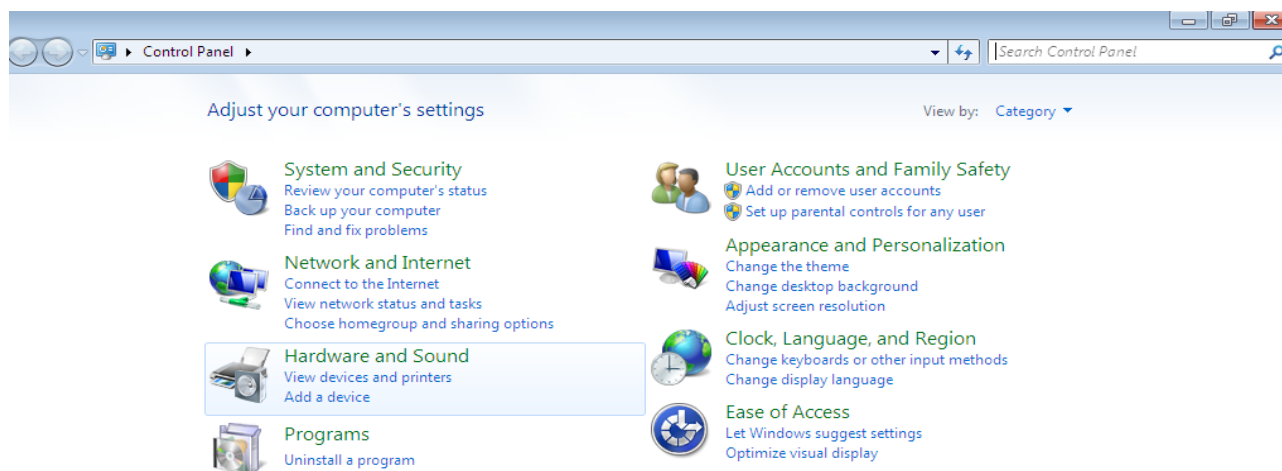 Control Panel
Search Control Panel
Adjust your computer's settings
View by: Category
System and Security
Review your computer's status
Back up your computer
Find and fix problems
Network and Internet
Connect to the Internet
View network status and tasks
Choose homegroup and sharing options
Hardware and Sound
View devices and printers
Add a device
Programs
Uninstall a program
User Accounts and Family Safety
Add or remove user accounts
Set up parental controls for any user
Appearance and Personalization
Change the theme
Change desktop background
Adjust screen resolution
Clock, Language, and Region
Change keyboards or other input methods
Change display language
Ease of Access
Let Windows suggest settings
Optimize visual display